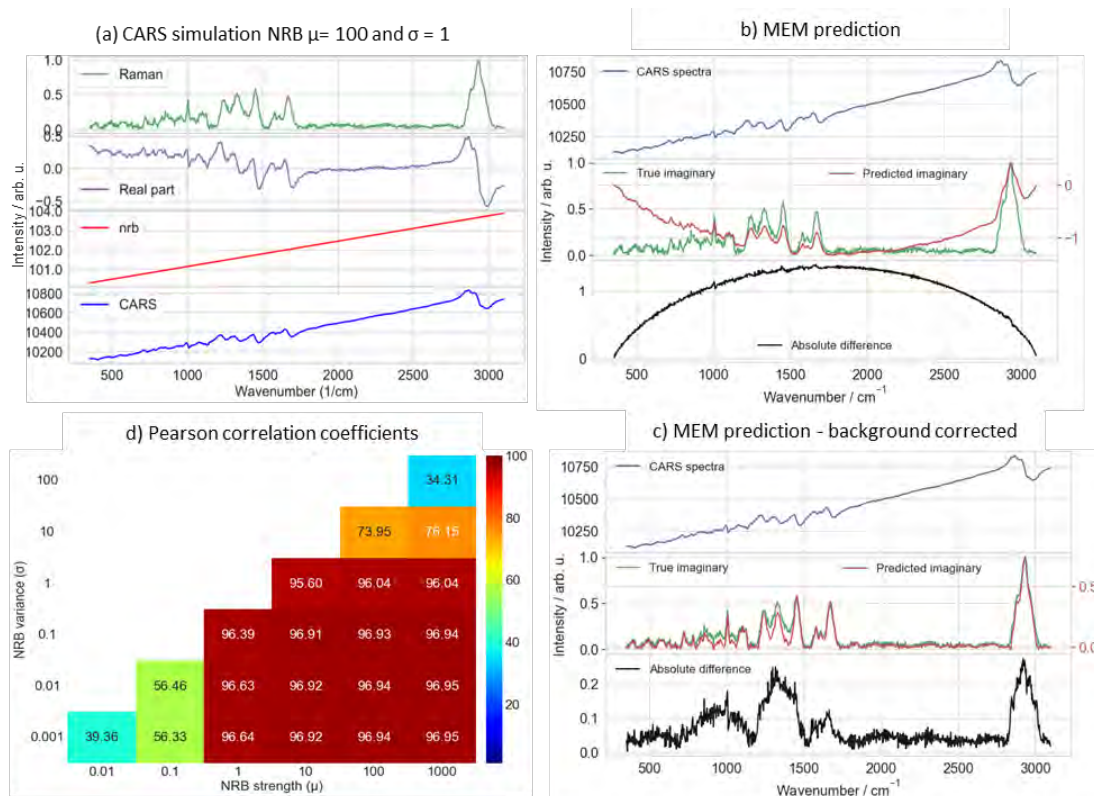 (a) CARS simulation NRB μ= 100 and σ = 1
Intensity / arb. u.
1.0
0.5
0.0
Raman
0.5
0.0
−0.5
Real part
104.0
103.0
102.0
101.0
nrb
10800
10600
10400
10200
CARS
500 1000 1500 2000 2500 3000
Wavenumber (1/cm)
b) MEM prediction
Intensity / arb. u.
10750
10500
10250
CARS spectra
1.0
0.5
0.0
True imaginary Predicted imaginary
0
−1
1
0
Absolute difference
500 1000 1500 2000 2500 3000
Wavenumber / cm⁻¹
d) Pearson correlation coefficients
NRB variance (σ)
100 34.31
10 73.95 78.15
1 95.60 96.04 96.04
0.1 96.39 96.91 96.93 96.94
0.01 56.46 96.63 96.92 96.94 96.95
0.001 39.36 56.33 96.64 96.92 96.94 96.95
0.01 0.1 1 10 100 1000
NRB strength (μ)
100
80
60
40
20
c) MEM prediction - background corrected
Intensity / arb. u.
10750
10500
10250
CARS spectra
1.0
0.5
0.0
True imaginary Predicted imaginary
0.5
0.0
0.2
0.1
0.0
Absolute difference
500 1000 1500 2000 2500 3000
Wavenumber / cm⁻¹